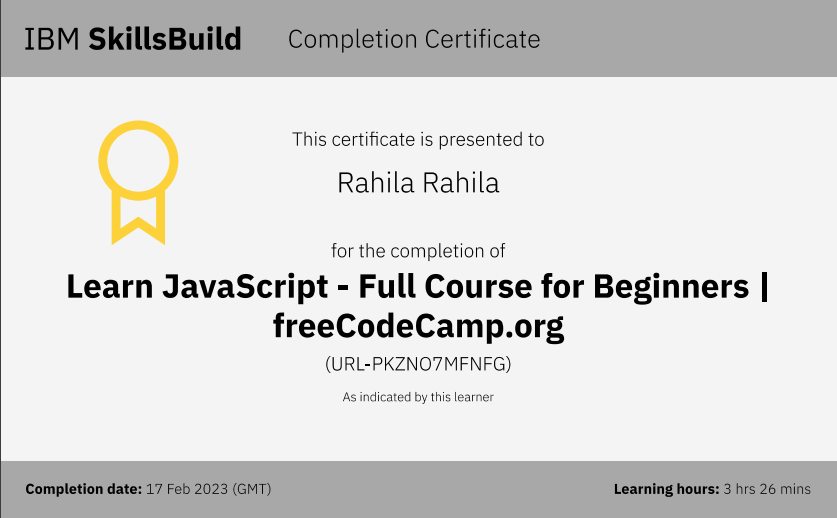 IBM SkillsBuild Completion Certificate
This certificate is presented to
Rahila Rahila
for the completion of
Learn JavaScript - Full Course for Beginners |
freeCodeCamp.org
(URL-PKZNO7MFNFG)
As indicated by this learner
Completion date: 17 Feb 2023 (GMT)
Learning hours: 3 hrs 26 mins